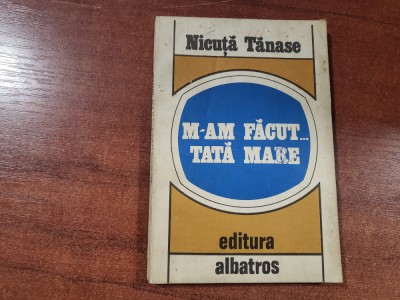 Nicuță Tănase
M-AM FĂCUT...
TATĂ MARE
editura
albatros